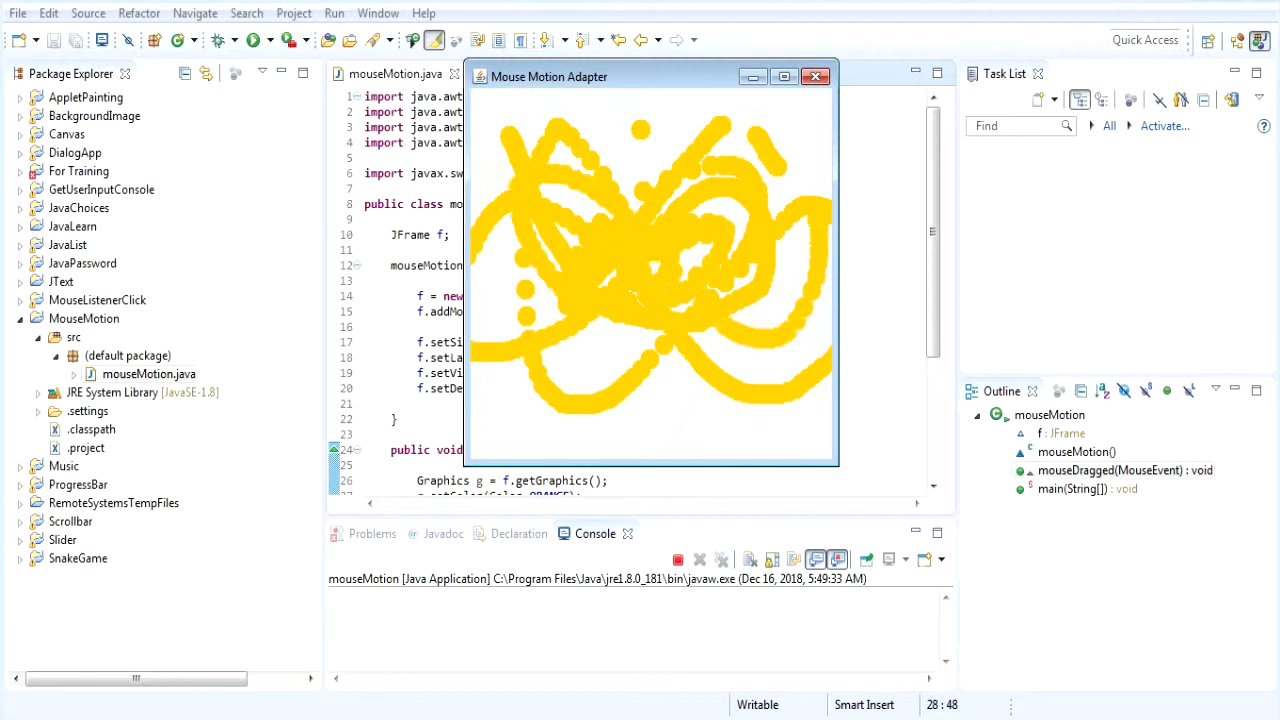 File Edit Source Refactor Navigate Search Project Run Window Help
Quick Access
Package Explorer
AppletPainting
BackgroundImage
Canvas
DialogApp
For Training
GetUserInputConsole
JavaChoices
JavaLearn
JavaList
JavaPassword
JText
MouseListenerClick
MouseMotion
src
(default package)
mouseMotion.java
JRE System Library [JavaSE-1.8]
.settings
.classpath
.project
Music
ProgressBar
RemoteSystemsTempFiles
Scrollbar
Slider
SnakeGame
mouseMotion.java
1 import java.awt
2 import java.awt
3 import java.awt
4 import java.awt
5
6 import javax.sw
7
8 public class mo
9
10 JFrame f;
11
12 mouseMotion
13
14 f = new
15 f.addMo
16
17 f.setSi
18 f.setLa
19 f.setVi
20 f.setDe
21
22 }
23
24 public void
25
26 Graphics g = f.getGraphics();
Mouse Motion Adapter
Problems Javadoc Declaration Console
mouseMotion [Java Application] C:\Program Files\Java\jre1.8.0_181\bin\javaw.exe (Dec 16, 2018, 5:49:33 AM)
Task List
Find All Activate...
Outline
mouseMotion
f : JFrame
mouseMotion()
mouseDragged(MouseEvent) : void
main(String[]) : void
Writable Smart Insert 28 : 48